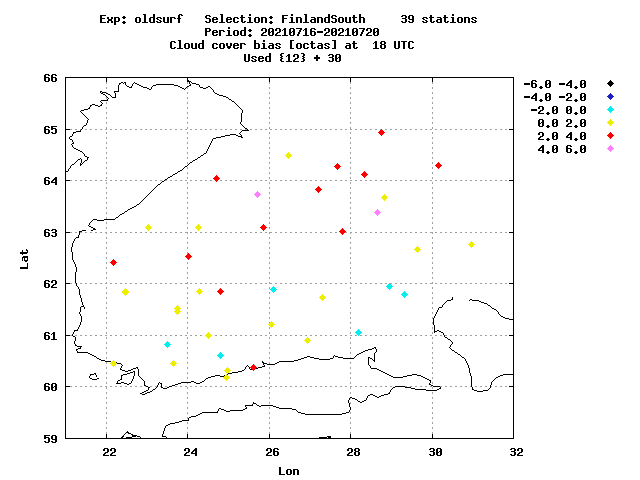 Exp: oldsurf   Selection: FinlandSouth     39 stations
Period: 20210716-20210720
Cloud cover bias [octas] at  18 UTC
Used {12} + 30
-6.0 -4.0
-4.0 -2.0
-2.0 0.0
0.0 2.0
2.0 4.0
4.0 6.0
66
65
64
63
62
61
60
59
Lat
22 24 26 28 30 32
Lon